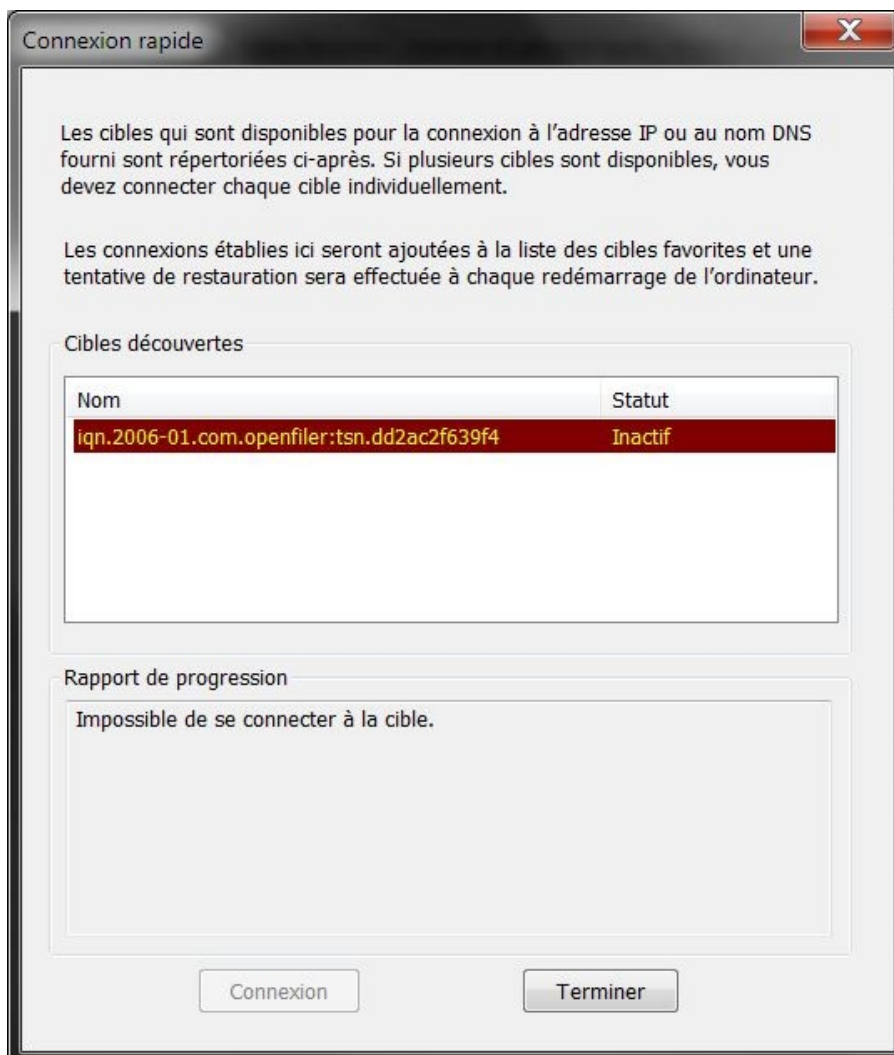 Connexion rapide
Les cibles qui sont disponibles pour la connexion à l’adresse IP ou au nom DNS
fourni sont répertoriées ci-après. Si plusieurs cibles sont disponibles, vous
devez connecter chaque cible individuellement.
Les connexions établies ici seront ajoutées à la liste des cibles favorites et une
tentative de restauration sera effectuée à chaque redémarrage de l’ordinateur.
Cibles découvertes
Nom Statut
iqn.2006-01.com.openfiler:tsn.dd2ac2f639f4 Inactif
Rapport de progression
Impossible de se connecter à la cible.
Connexion Terminer